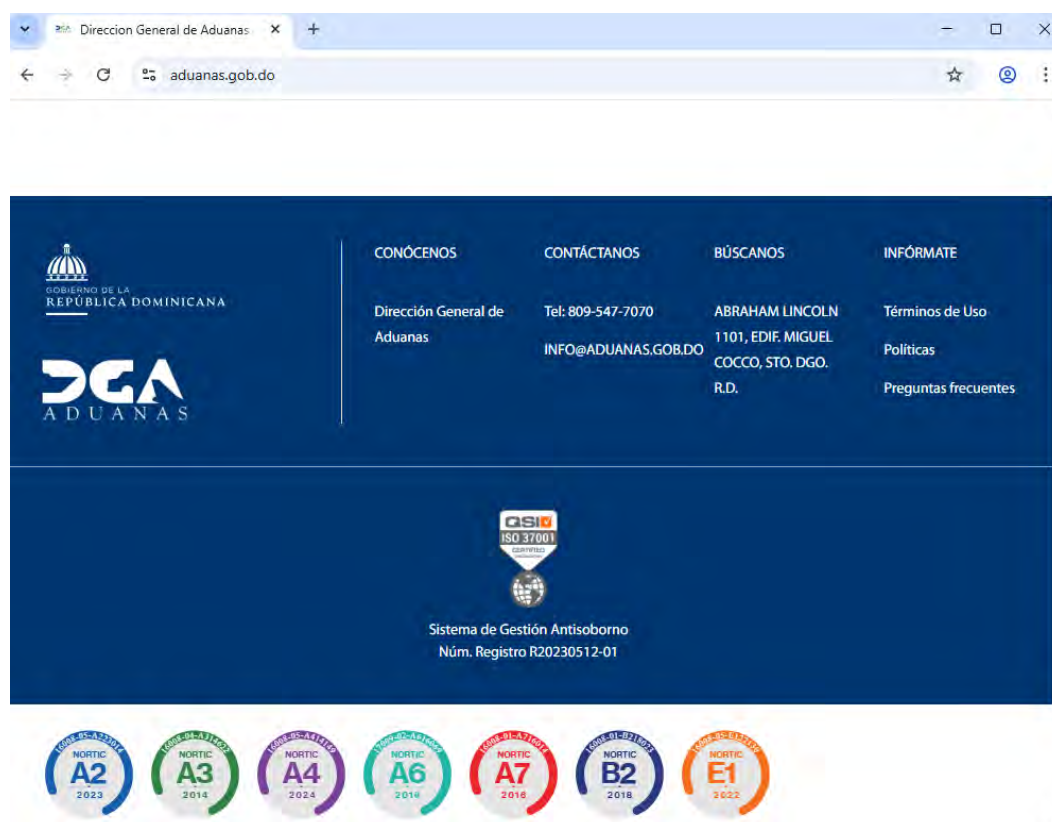 Direccion General de Aduanas
aduanas.gob.do
GOBIERNO DE LA
REPÚBLICA DOMINICANA
DGA
ADUANAS
CONÓCENOS
Dirección General de
Aduanas
CONTÁCTANOS
Tel: 809-547-7070
INFO@ADUANAS.GOB.DO
BÚSCANOS
ABRAHAM LINCOLN
1101, EDIF. MIGUEL
COCCO, STO. DGO.
R.D.
INFÓRMATE
Términos de Uso
Políticas
Preguntas frecuentes
QSI
ISO 37001
CERTIFIED
Sistema de Gestión Antisoborno
Núm. Registro R20230512-01
NORTIC
A2
2023
NORTIC
A3
2014
NORTIC
A4
2024
NORTIC
A6
2016
NORTIC
A7
2016
NORTIC
B2
2018
NORTIC
E1
2022